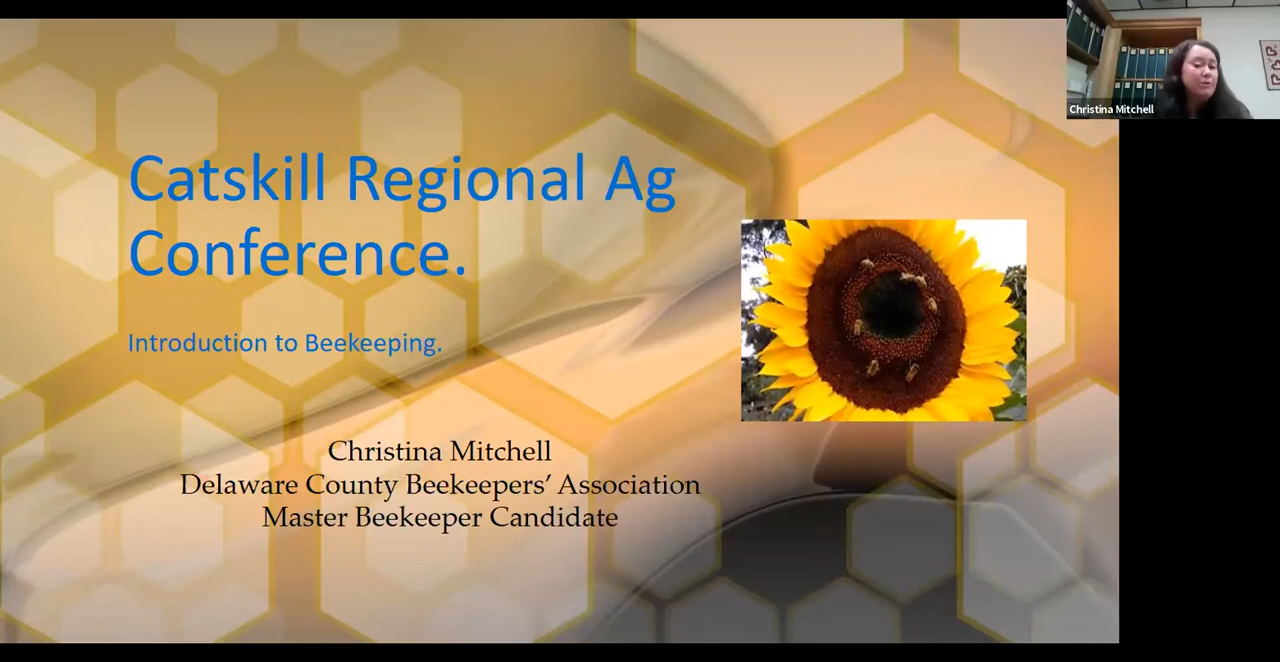 Catskill Regional Ag
Conference.
Introduction to Beekeeping.
Christina Mitchell
Delaware County Beekeepers’ Association
Master Beekeeper Candidate
Christina Mitchell